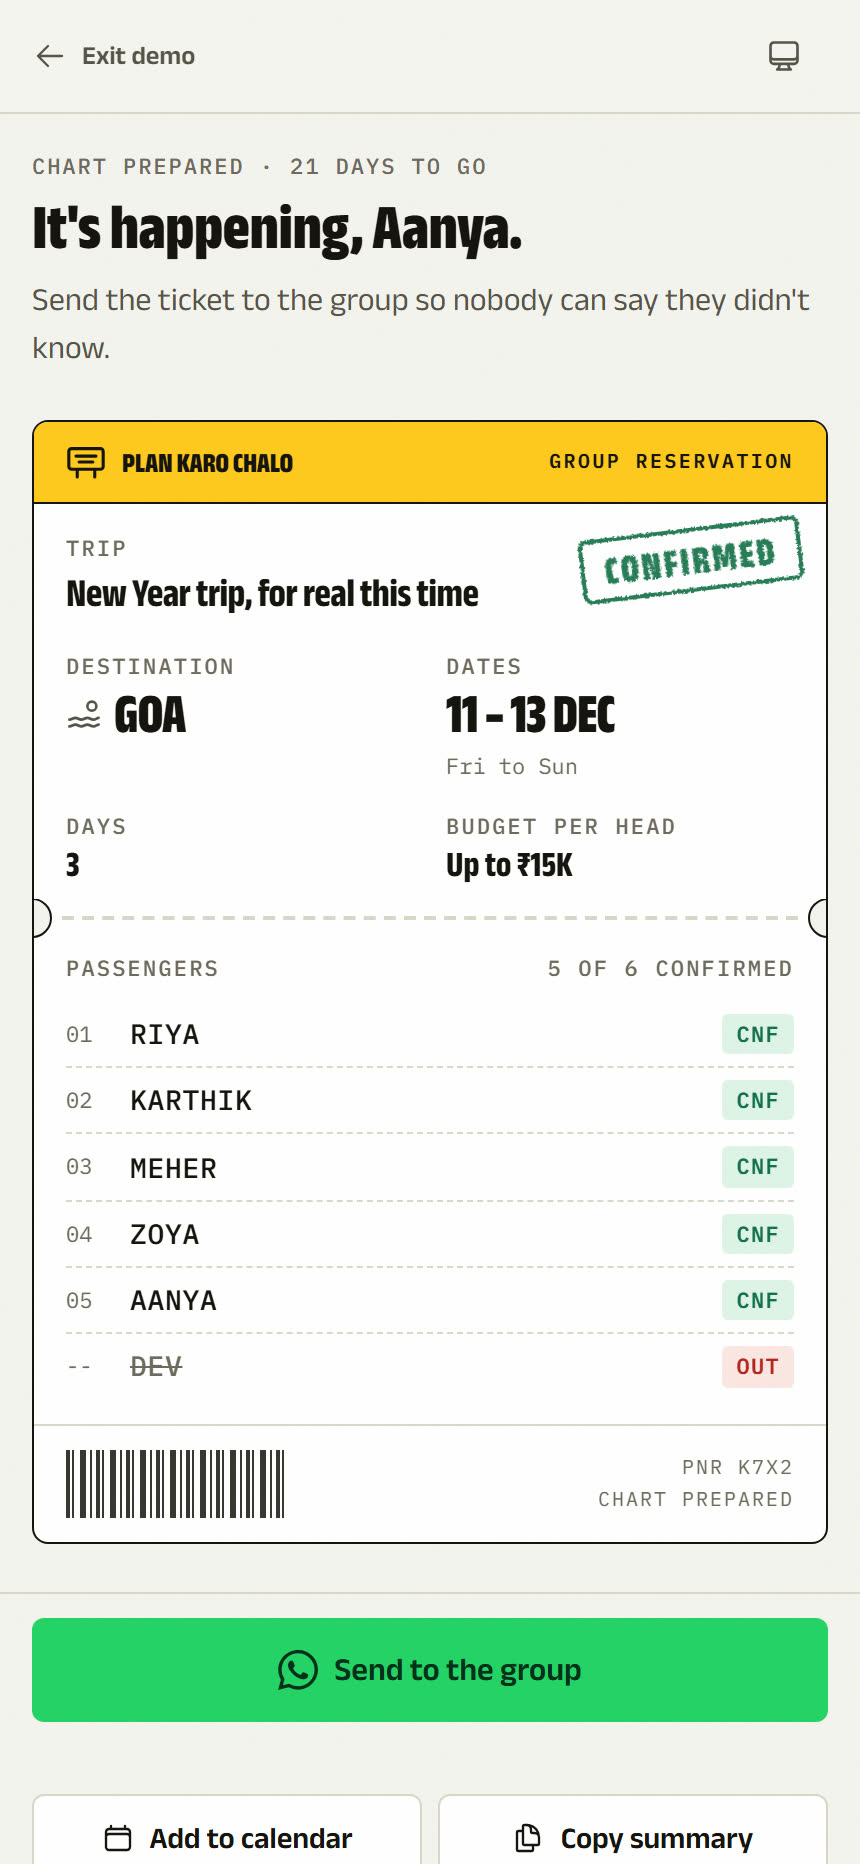 Exit demo
CHART PREPARED · 21 DAYS TO GO
It's happening, Aanya.
Send the ticket to the group so nobody can say they didn't
know.
PLAN KARO CHALO
GROUP RESERVATION
TRIP
CONFIRMED
New Year trip, for real this time
DESTINATION
GOA
DATES
11 – 13 DEC
Fri to Sun
DAYS
3
BUDGET PER HEAD
Up to ₹15K
PASSENGERS
5 OF 6 CONFIRMED
01 RIYA CNF
02 KARTHIK CNF
03 MEHER CNF
04 ZOYA CNF
05 AANYA CNF
-- DEV OUT
PNR K7X2
CHART PREPARED
Send to the group
Add to calendar
Copy summary